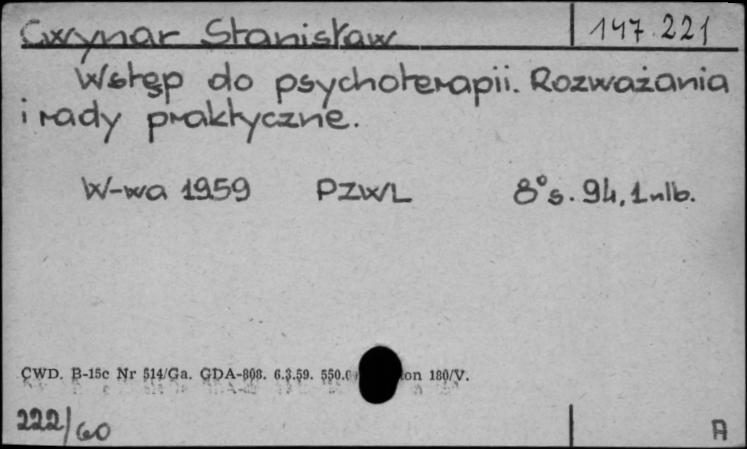 Cwynar Stanisław 147.221
Wstęp do psychoterapii. Rozważania
i rady praktyczne.
W-wa 1959 PZWL 8° s. 94, 1 nlb.
CWD. B-15c Nr 514/Ga. GDA-808. 6.3.59. 550.0 on 180/V.
222/60 A